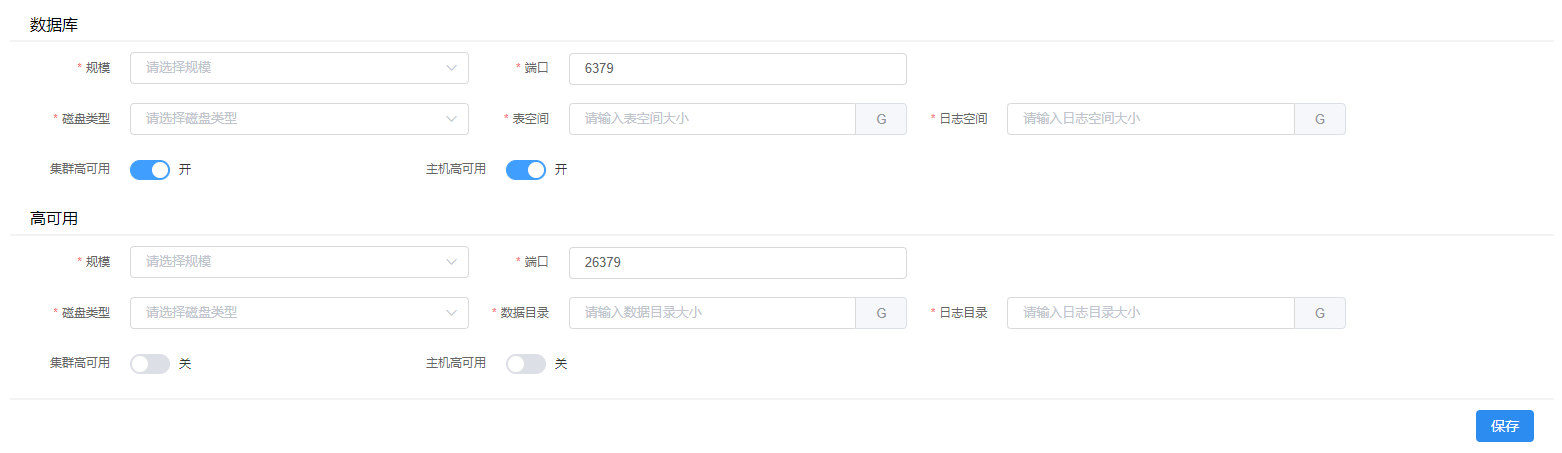 数据库
* 规模 请选择规模 * 端口 6379
* 磁盘类型 请选择磁盘类型 * 表空间 请输入表空间大小 G * 日志空间 请输入日志空间大小 G
集群高可用 开 主机高可用 开
高可用
* 规模 请选择规模 * 端口 26379
* 磁盘类型 请选择磁盘类型 * 数据目录 请输入数据目录大小 G * 日志目录 请输入日志目录大小 G
集群高可用 关 主机高可用 关
保存